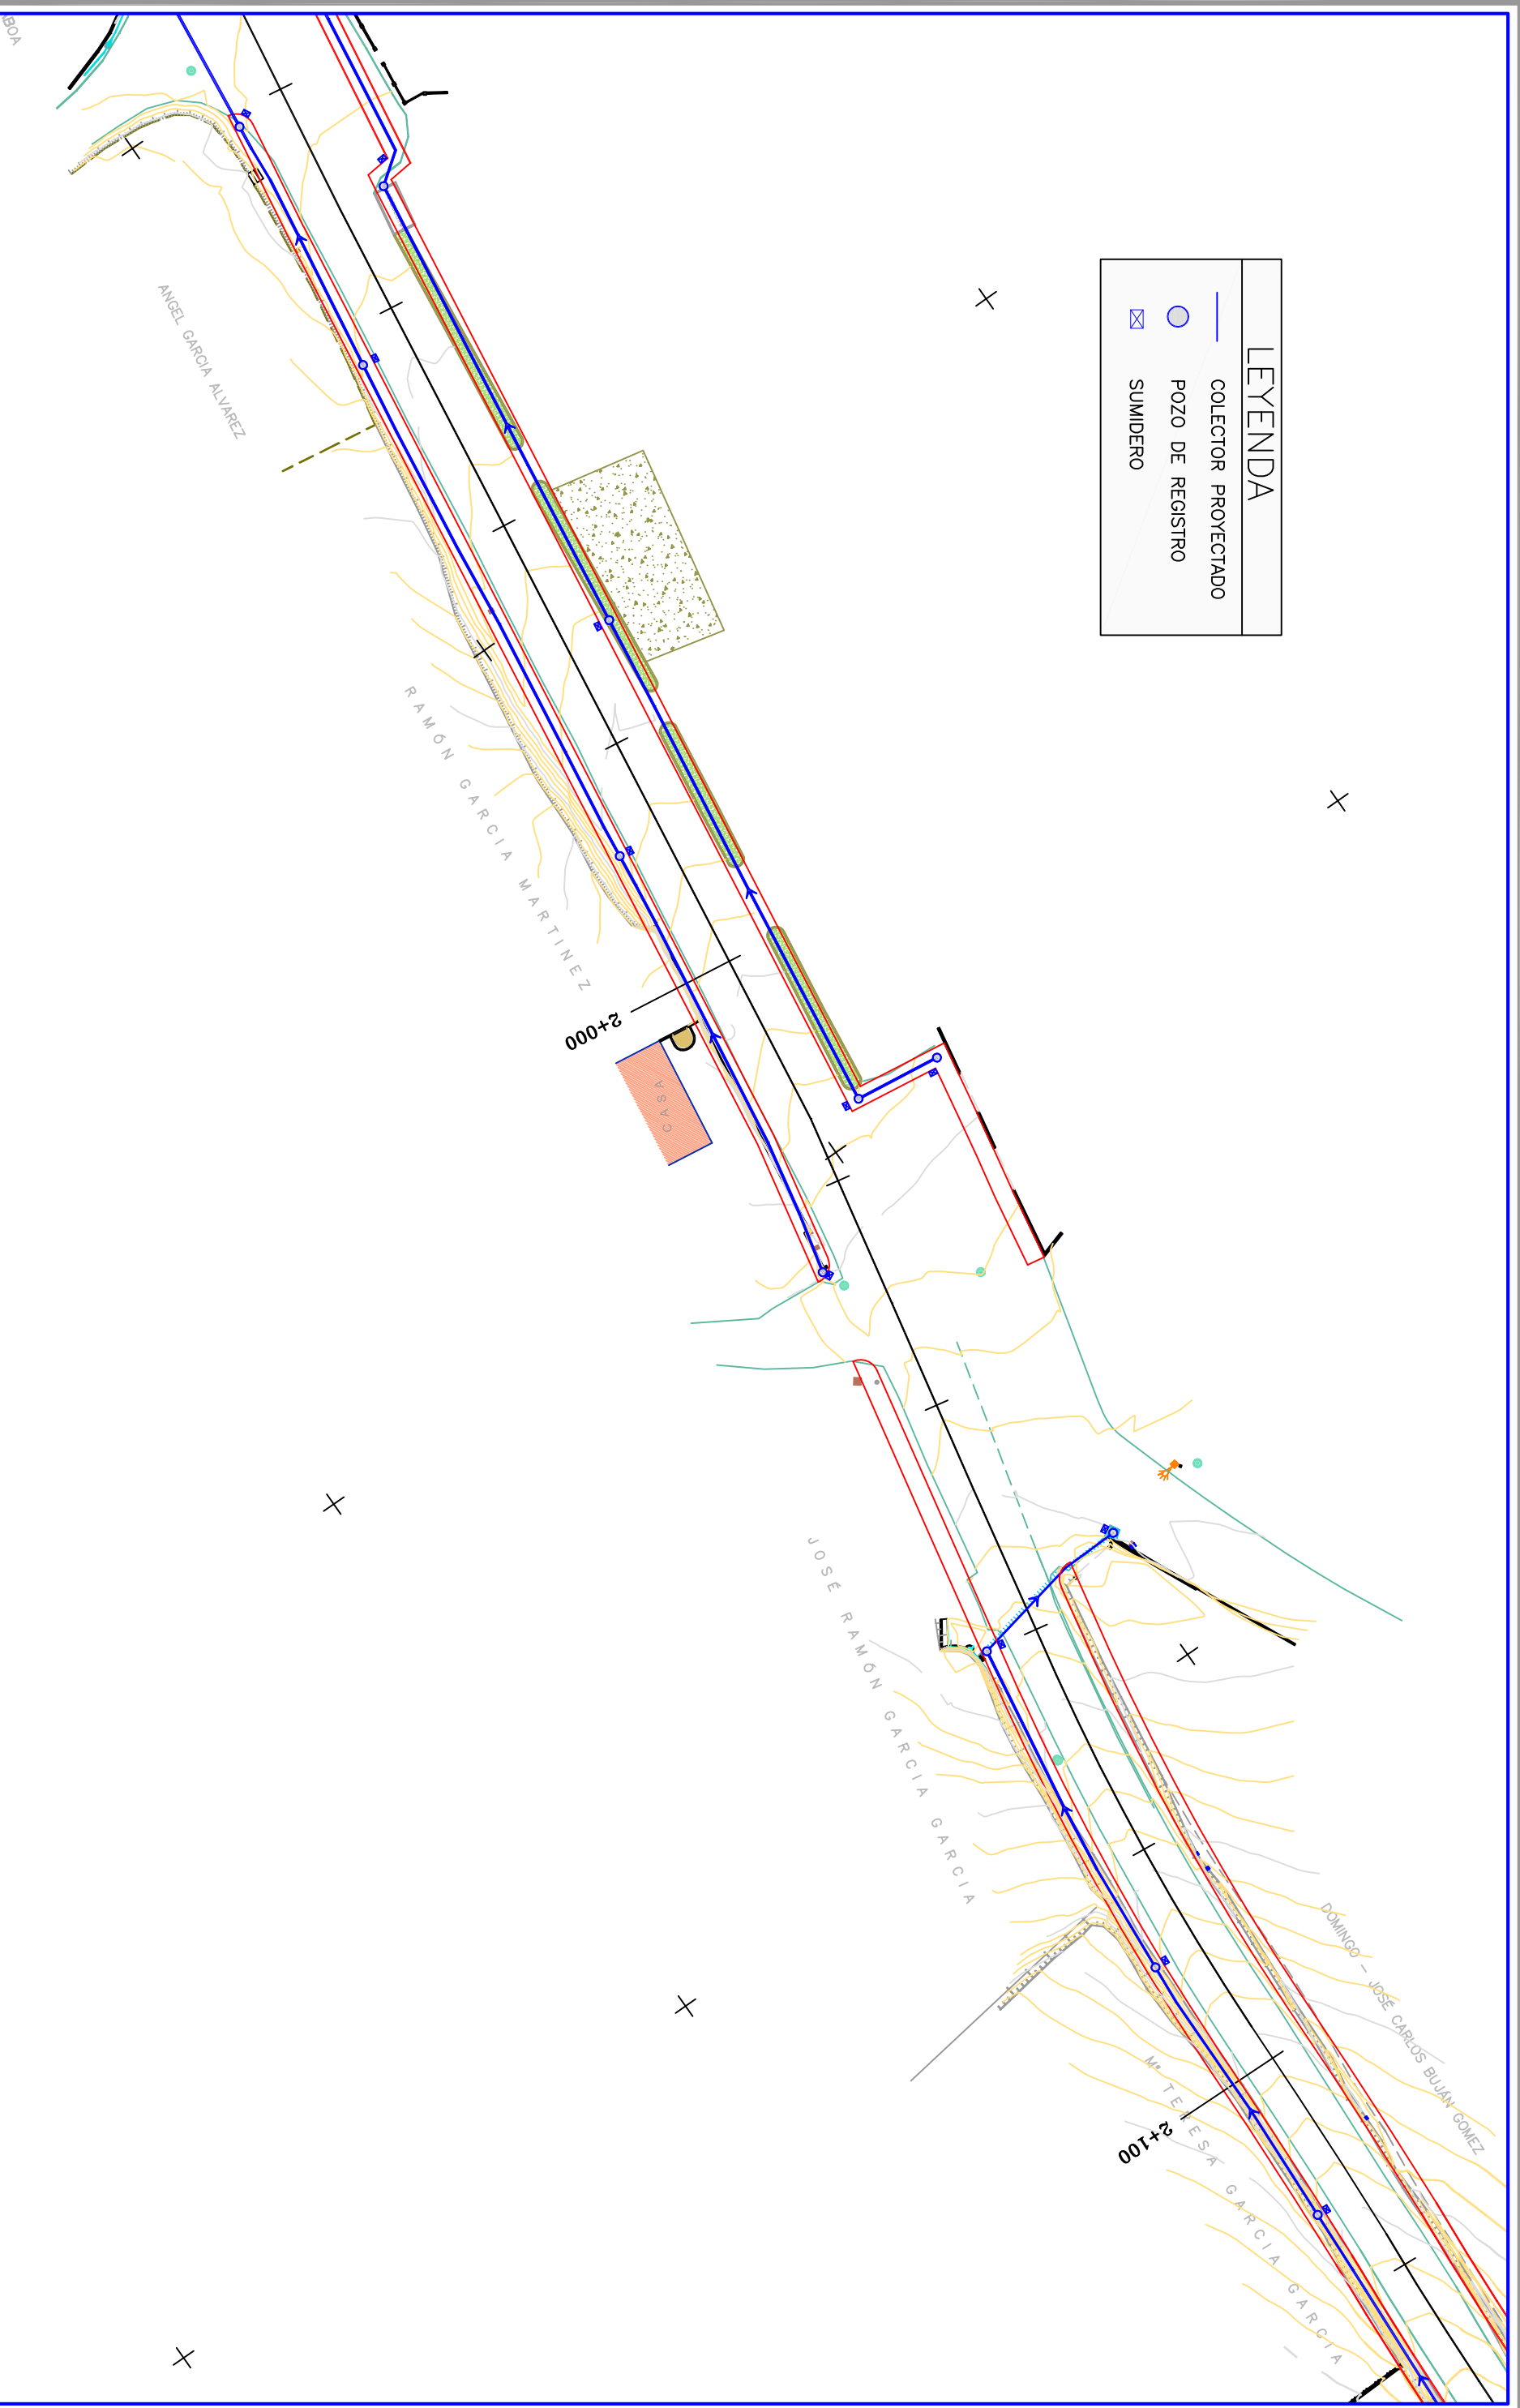 LEYENDA
COLECTOR PROYECTADO
POZO DE REGISTRO
SUMIDERO
ANGEL GARCIA ALVAREZ
RAMÓN GARCIA MARTINEZ
2+000
CASA
JOSÉ RAMÓN GARCIA GARCIA
DOMINGO - JOSÉ CARLOS BUJÁN GOMEZ
Mª TERESA GARCIA GARCIA
2+100